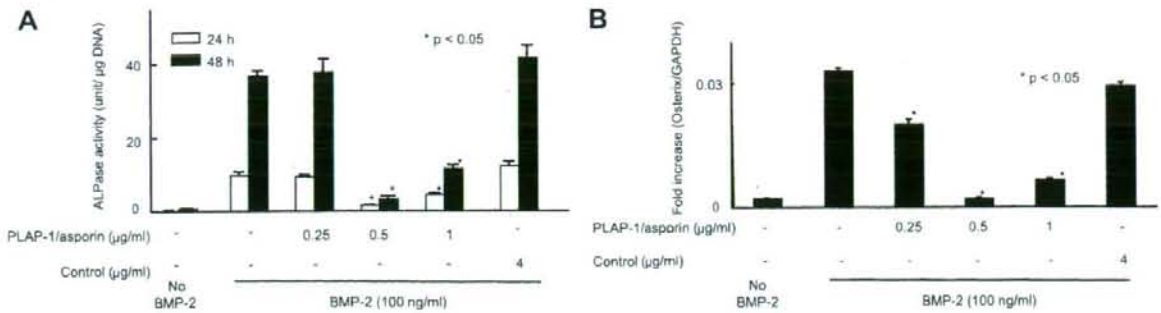 A
24 h
48 h
* p < 0.05
ALPase activity (unit/ μg DNA)
40
20
0
PLAP-1/asporin (μg/ml) - - 0.25 0.5 1 -
Control (μg/ml) - - - - - 4
No BMP-2
BMP-2 (100 ng/ml)
B
* p < 0.05
Fold increase (Osterix/GAPDH)
0.03
0
PLAP-1/asporin (μg/ml) - - 0.25 0.5 1 -
Control (μg/ml) - - - - - 4
No BMP-2
BMP-2 (100 ng/ml)